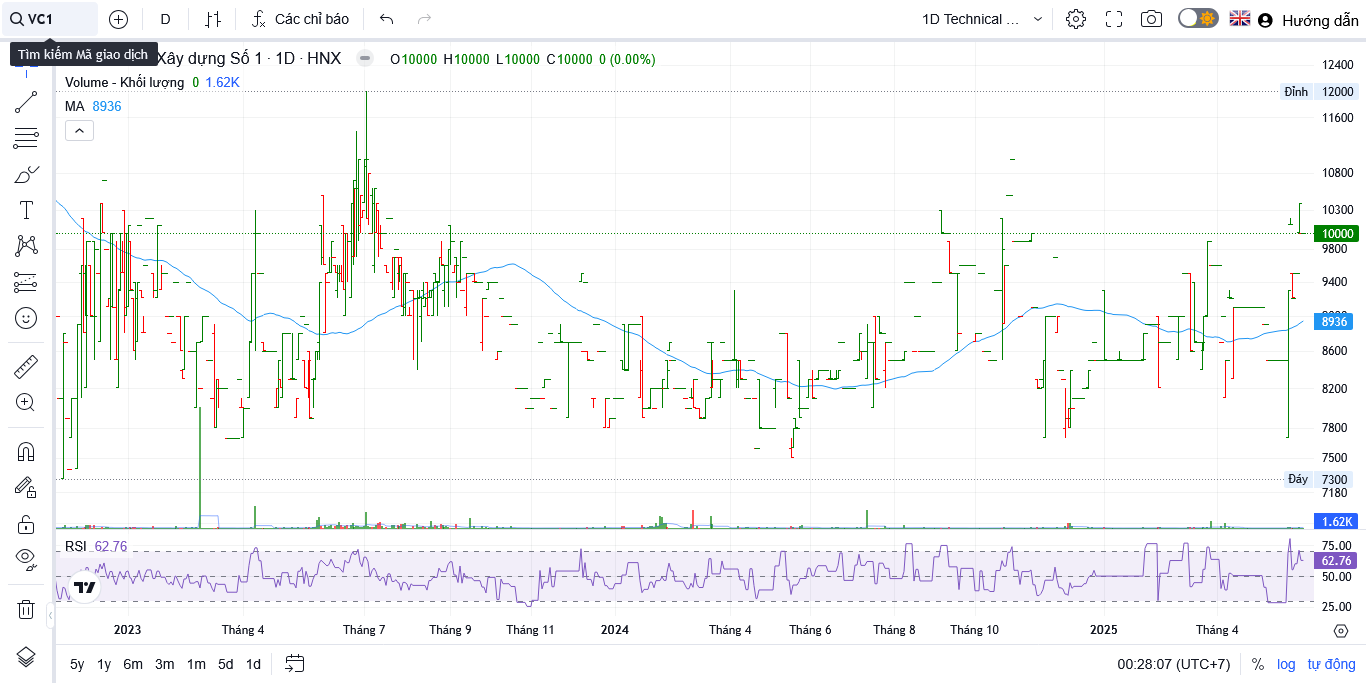 VC1
D
Các chỉ báo
1D Technical ...
Hướng dẫn
Tìm kiếm Mã giao dịch
Xây dựng Số 1 · 1D · HNX
O10000 H10000 L10000 C10000 0 (0.00%)
Volume - Khối lượng 0 1.62K
MA 8936
12400
Đỉnh 12000
11600
10800
10300
10000
9800
9400
8936
8600
8200
7800
7500
Đáy 7300
7180
1.62K
RSI 62.76
75.00
62.76
50.00
25.00
2023 Tháng 4 Tháng 7 Tháng 9 Tháng 11 2024 Tháng 4 Tháng 6 Tháng 8 Tháng 10 2025 Tháng 4
5y 1y 6m 3m 1m 5d 1d
00:28:07 (UTC+7) % log tự động